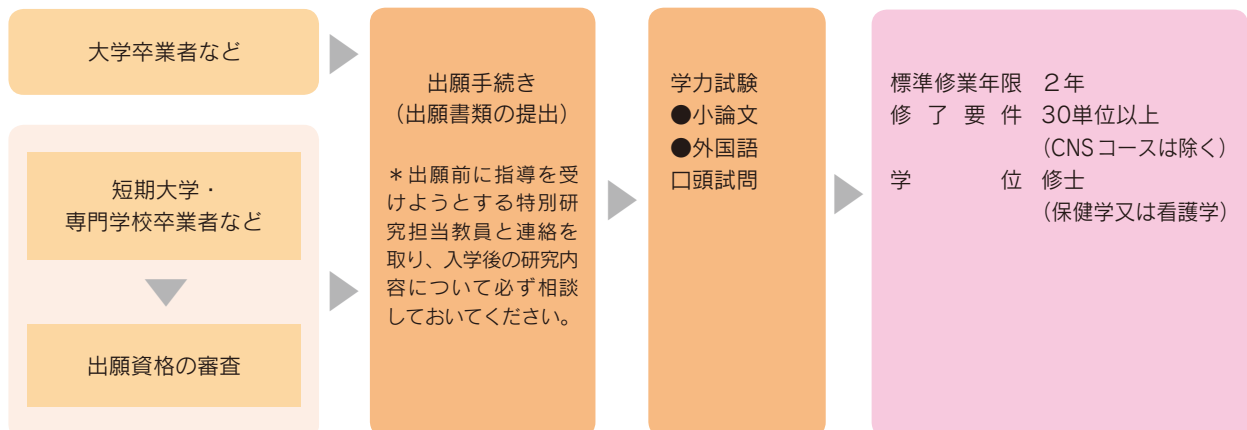 大学卒業者など
短期大学・
専門学校卒業者など
出願資格の審査
出願手続き
（出願書類の提出）
＊出願前に指導を受
けようとする特別研
究担当教員と連絡を
取り、入学後の研究内
容について必ず相談
しておいてください。
学力試験
●小論文
●外国語
口頭試問
標準修業年限 2年
修了要件 30単位以上
（CNSコースは除く）
学位 修士
（保健学又は看護学）